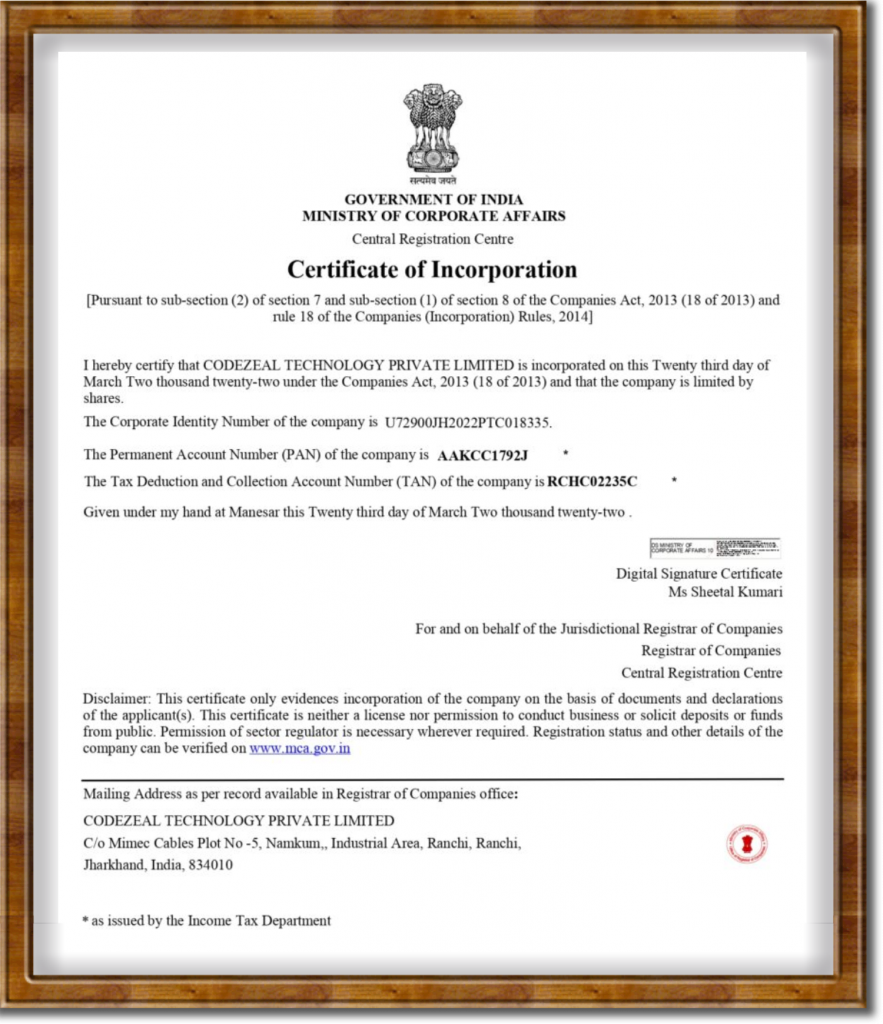 सत्यमेव जयते
GOVERNMENT OF INDIA
MINISTRY OF CORPORATE AFFAIRS
Central Registration Centre
Certificate of Incorporation
[Pursuant to sub-section (2) of section 7 and sub-section (1) of section 8 of the Companies Act, 2013 (18 of 2013) and
rule 18 of the Companies (Incorporation) Rules, 2014]
I hereby certify that CODEZEAL TECHNOLOGY PRIVATE LIMITED is incorporated on this Twenty third day of
March Two thousand twenty-two under the Companies Act, 2013 (18 of 2013) and that the company is limited by
shares.
The Corporate Identity Number of the company is U72900JH2022PTC018335.
The Permanent Account Number (PAN) of the company is AAKCC1792J *
The Tax Deduction and Collection Account Number (TAN) of the company is RCHC02235C *
Given under my hand at Manesar this Twenty third day of March Two thousand twenty-two .
DS MINISTRY OF
CORPORATE AFFAIRS 10
Digital Signature Certificate
Ms Sheetal Kumari
For and on behalf of the Jurisdictional Registrar of Companies
Registrar of Companies
Central Registration Centre
Disclaimer: This certificate only evidences incorporation of the company on the basis of documents and declarations
of the applicant(s). This certificate is neither a license nor permission to conduct business or solicit deposits or funds
from public. Permission of sector regulator is necessary wherever required. Registration status and other details of the
company can be verified on www.mca.gov.in
Mailing Address as per record available in Registrar of Companies office:
CODEZEAL TECHNOLOGY PRIVATE LIMITED
C/o Mimec Cables Plot No -5, Namkum,, Industrial Area, Ranchi, Ranchi,
Jharkhand, India, 834010
* as issued by the Income Tax Department